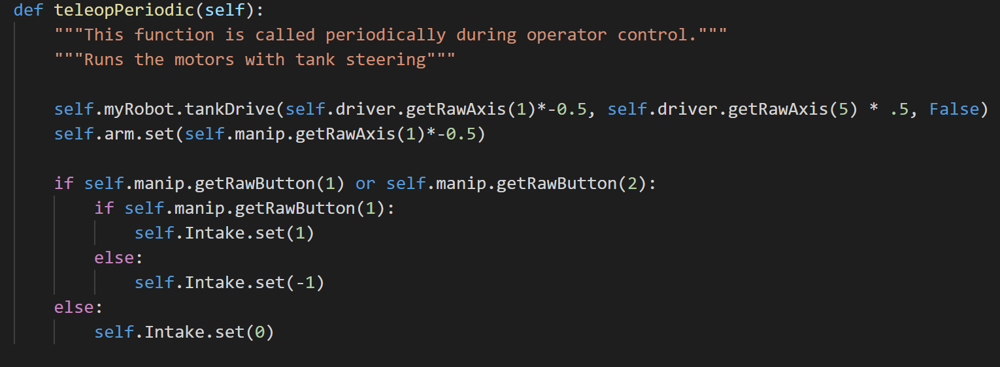 def teleopPeriodic(self):
    """This function is called periodically during operator control."""
    """Runs the motors with tank steering"""
    self.myRobot.tankDrive(self.driver.getRawAxis(1)*-0.5, self.driver.getRawAxis(5) * .5, False)
    self.arm.set(self.manip.getRawAxis(1)*-0.5)
    if self.manip.getRawButton(1) or self.manip.getRawButton(2):
        if self.manip.getRawButton(1):
            self.Intake.set(1)
        else:
            self.Intake.set(-1)
    else:
        self.Intake.set(0)